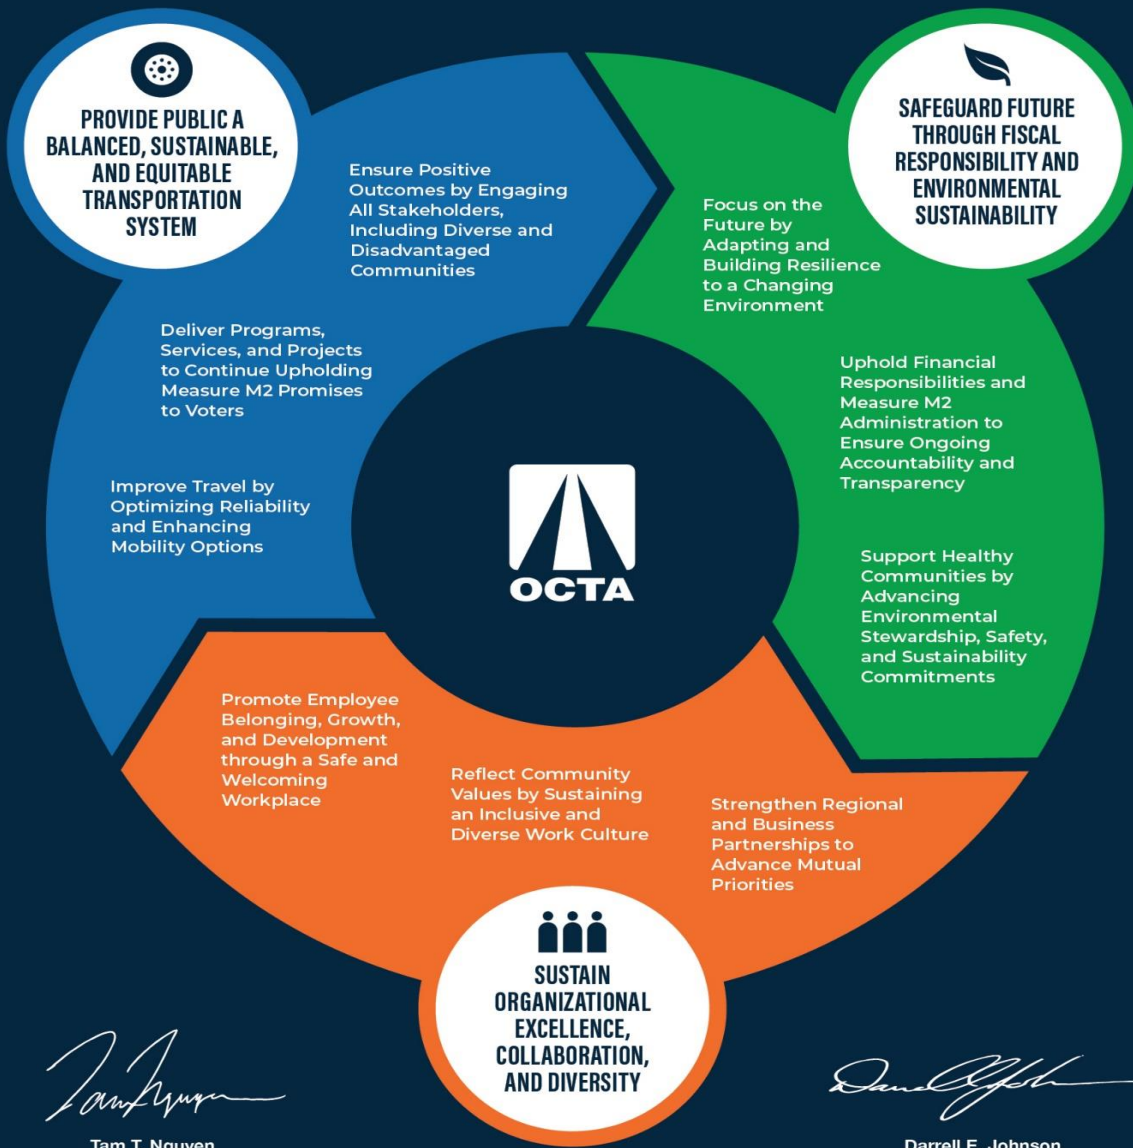 PROVIDE PUBLIC A
BALANCED, SUSTAINABLE,
AND EQUITABLE
TRANSPORTATION
SYSTEM
Ensure Positive
Outcomes by Engaging
All Stakeholders,
Including Diverse and
Disadvantaged
Communities
Deliver Programs,
Services, and Projects
to Continue Upholding
Measure M2 Promises
to Voters
Improve Travel by
Optimizing Reliability
and Enhancing
Mobility Options
SAFEGUARD FUTURE
THROUGH FISCAL
RESPONSIBILITY AND
ENVIRONMENTAL
SUSTAINABILITY
Focus on the
Future by
Adapting and
Building Resilience
to a Changing
Environment
Uphold Financial
Responsibilities and
Measure M2
Administration to
Ensure Ongoing
Accountability and
Transparency
Support Healthy
Communities by
Advancing
Environmental
Stewardship, Safety,
and Sustainability
Commitments
OCTA
Promote Employee
Belonging, Growth,
and Development
through a Safe and
Welcoming
Workplace
Reflect Community
Values by Sustaining
an Inclusive and
Diverse Work Culture
Strengthen Regional
and Business
Partnerships to
Advance Mutual
Priorities
SUSTAIN
ORGANIZATIONAL
EXCELLENCE,
COLLABORATION,
AND DIVERSITY
Tam T. Nguyen
Darrell E. Johnson